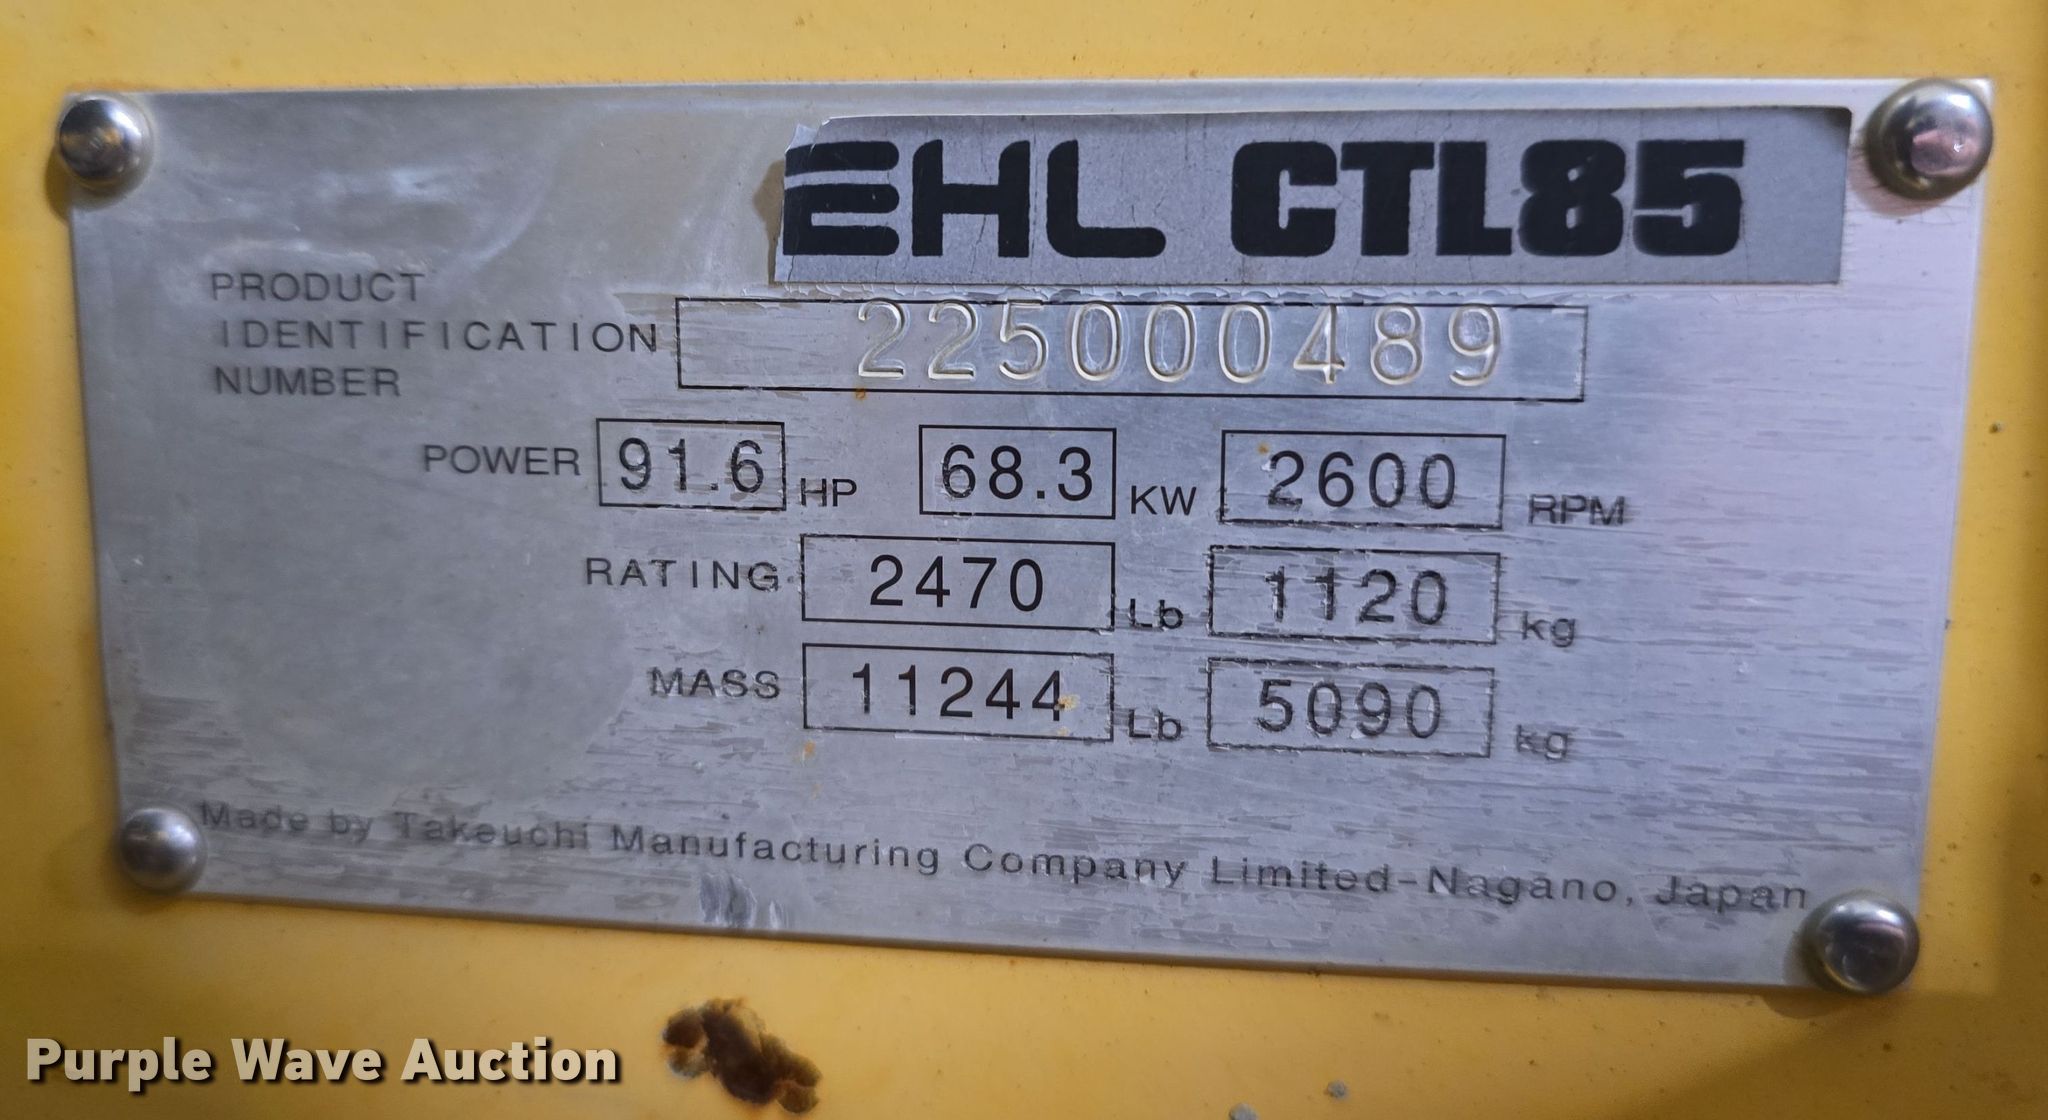 EHL CTL85
PRODUCT
IDENTIFICATION 225000489
NUMBER
POWER 91.6 HP 68.3 KW 2600 RPM
RATING 2470 Lb 1120 kg
MASS 11244 Lb 5090 kg
Made by Takeuchi Manufacturing Company Limited-Nagano, Japan
Purple Wave Auction